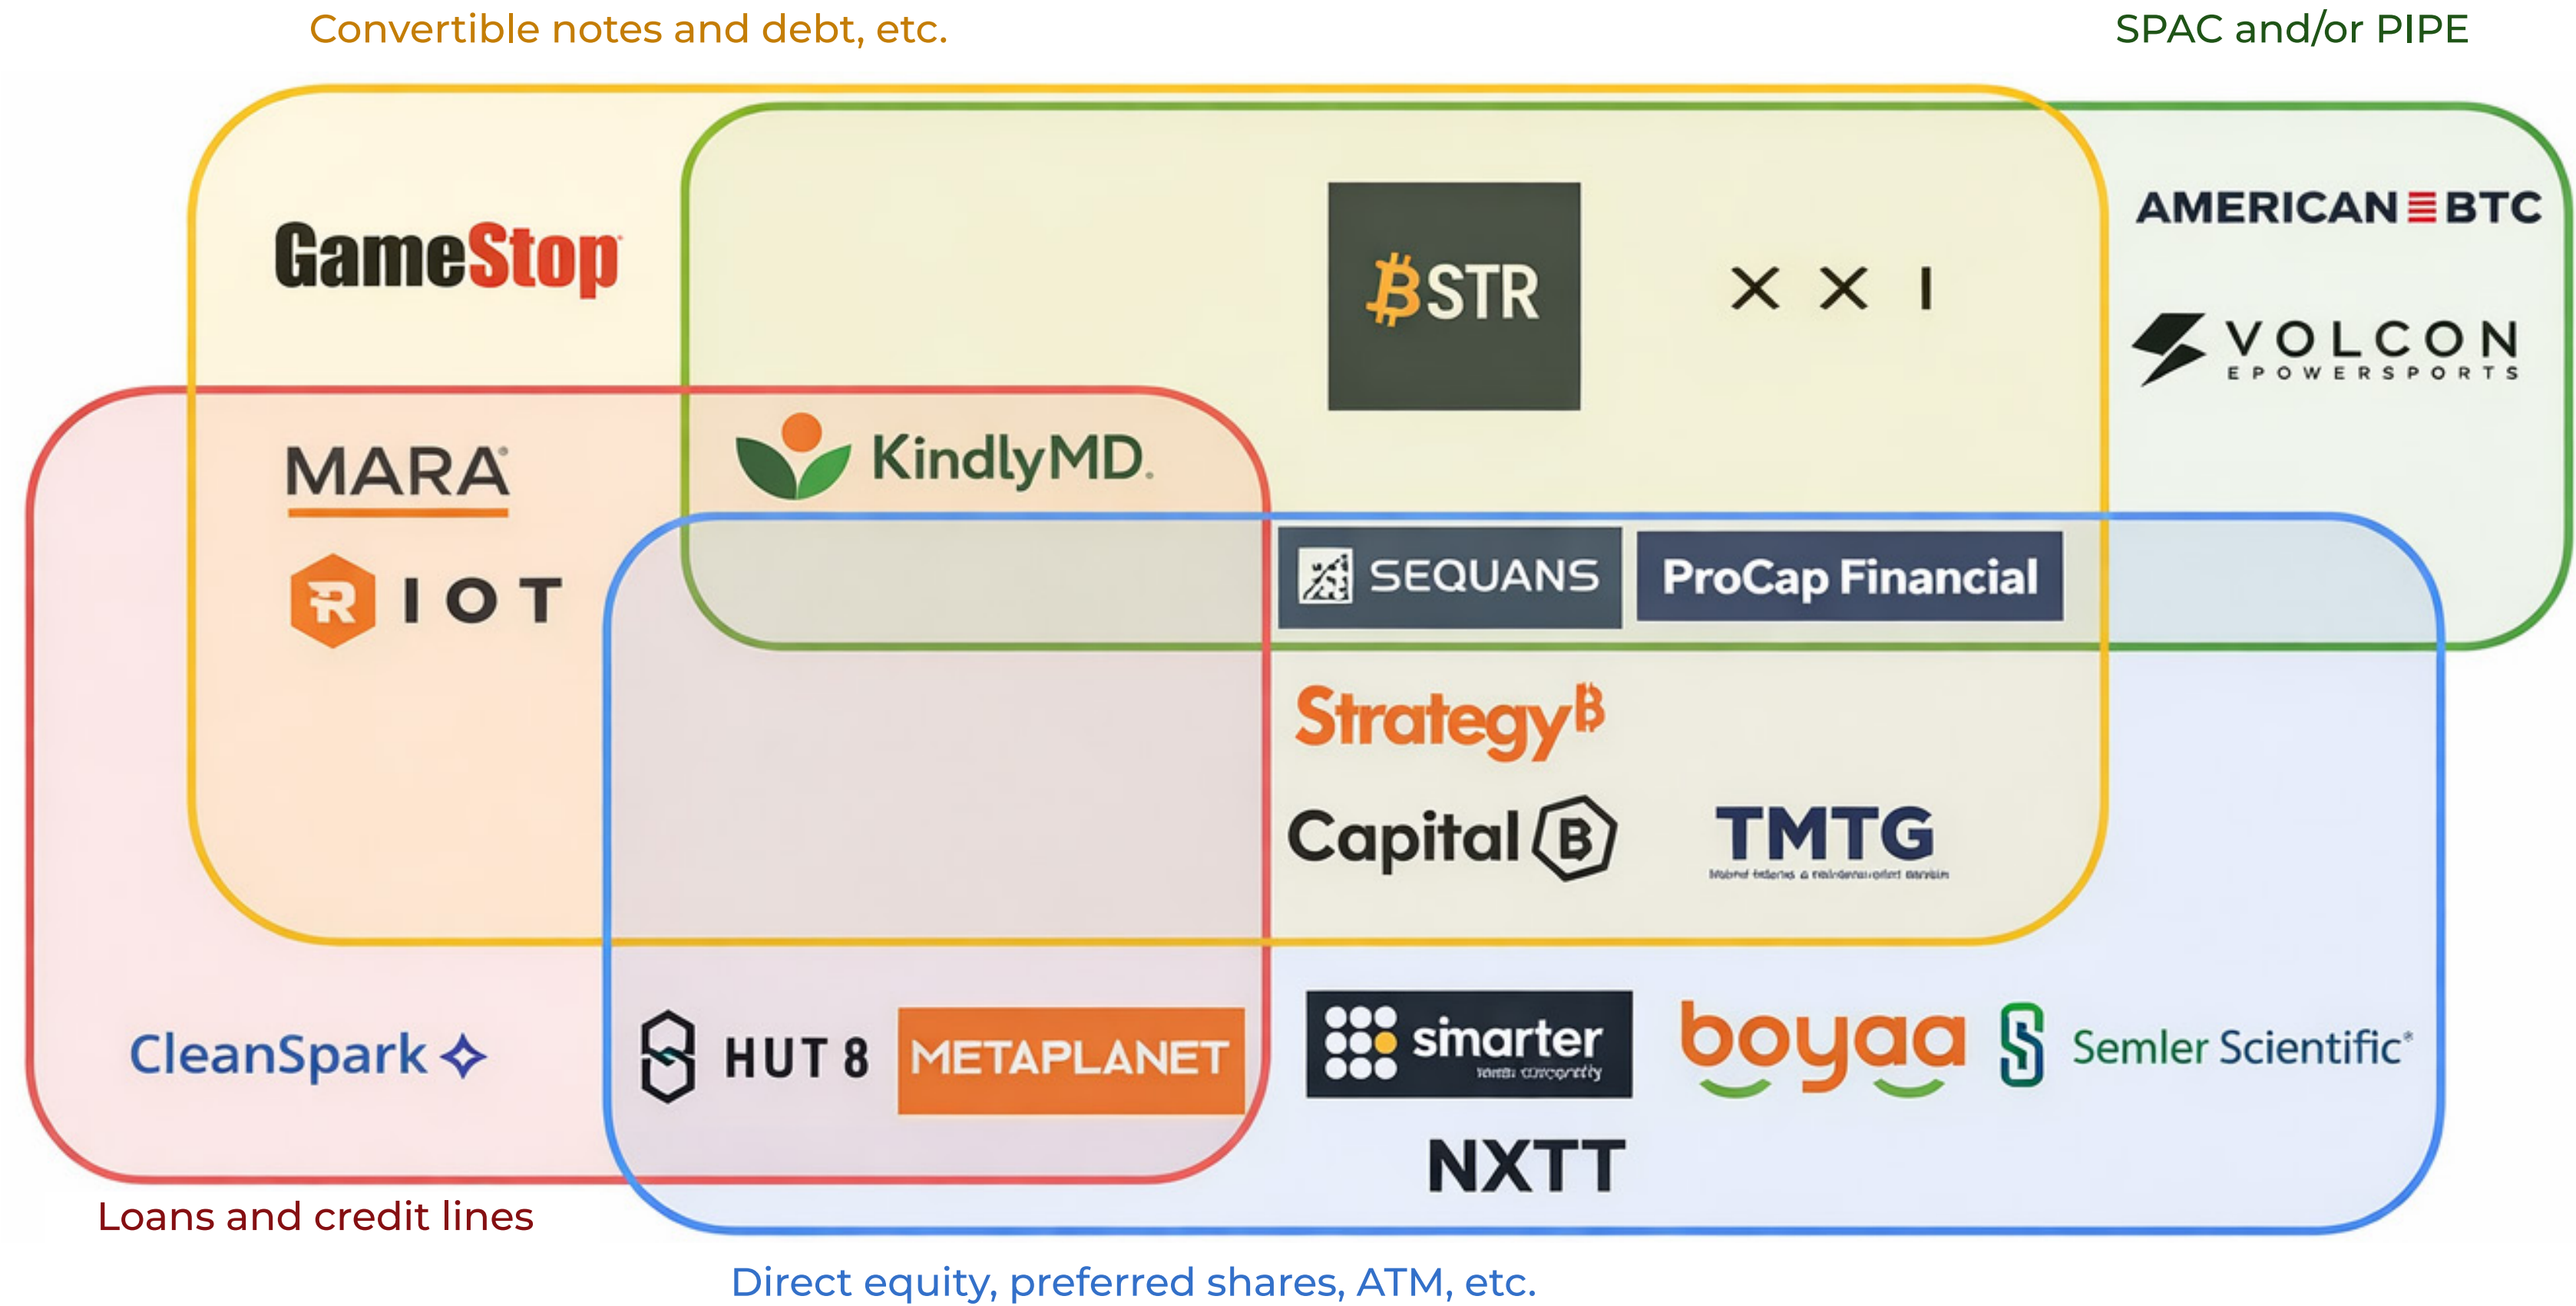 Convertible notes and debt, etc.
SPAC and/or PIPE
GameStop
STR
X X I
AMERICAN BTC
VOLCON
EPOWERSPORTS
MARA
KindlyMD
R IOT
SEQUANS
ProCap Financial
Strategy
Capital B
TMTG
CleanSpark
HUT 8
METAPLANET
smarter
boyaa
Semler Scientific
NXTT
Loans and credit lines
Direct equity, preferred shares, ATM, etc.